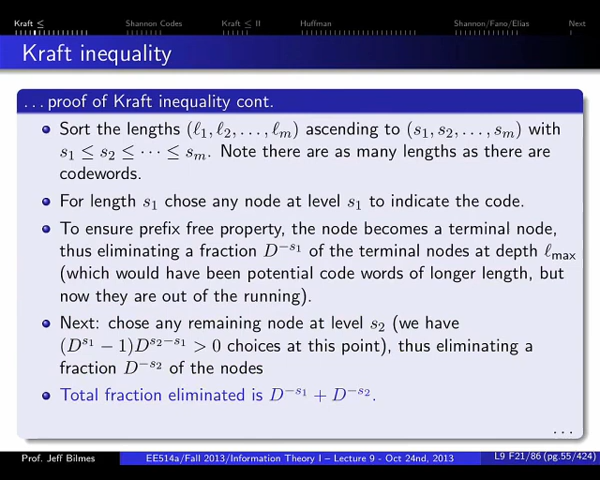 Kraft ≤ Shannon Codes Kraft ≤ II Huffman Shannon/Fano/Elias Next
Kraft inequality
...proof of Kraft inequality cont.
Sort the lengths (ℓ₁, ℓ₂, ..., ℓₘ) ascending to (s₁, s₂, ..., sₘ) with
s₁ ≤ s₂ ≤ ··· ≤ sₘ. Note there are as many lengths as there are
codewords.
For length s₁ chose any node at level s₁ to indicate the code.
To ensure prefix free property, the node becomes a terminal node,
thus eliminating a fraction D^{−s₁} of the terminal nodes at depth ℓ_max
(which would have been potential code words of longer length, but
now they are out of the running).
Next: chose any remaining node at level s₂ (we have
(D^{s₁} − 1)D^{s₂−s₁} > 0 choices at this point), thus eliminating a
fraction D^{−s₂} of the nodes
Total fraction eliminated is D^{−s₁} + D^{−s₂}.
...
Prof. Jeff Bilmes EE514a/Fall 2013/Information Theory I – Lecture 9 - Oct 24nd, 2013 L9 F21/86 (pg.55/424)